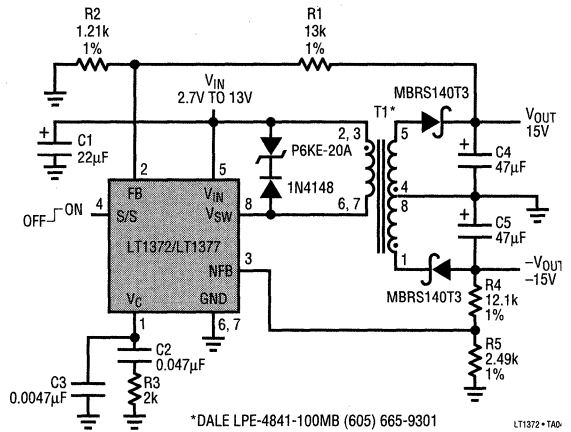 R2
1.21k
1%
R1
13k
1%
VIN
2.7V TO 13V
MBRS140T3
T1*
VOUT
15V
+
C1
22µF
P6KE-20A
1N4148
2, 3
6, 7
5
4
8
1
+
C4
47µF
+
C5
47µF
2
5
FB
VIN
4
S/S
OFF ON
VSW
8
LT1372/LT1377
NFB
3
VC
GND
1
6, 7
MBRS140T3
–VOUT
–15V
R4
12.1k
1%
R5
2.49k
1%
C2
0.047µF
C3
0.0047µF
R3
2k
*DALE LPE-4841-100MB (605) 665-9301
LT1372 • TA04